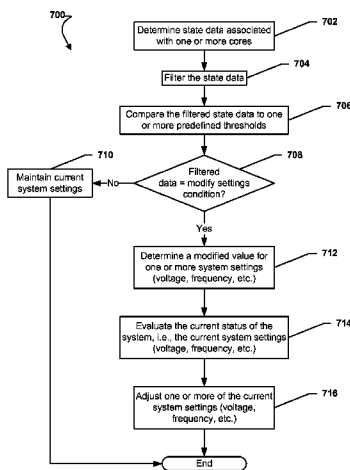 700
Determine state data associated
with one or more cores
702
Filter the state data
704
Compare the filtered state data to one
or more predefined thresholds
706
710
Maintain current
system settings
708
Filtered
data = modify settings
condition?
No
Yes
Determine a modified value for
one or more system settings
(voltage, frequency, etc.)
712
Evaluate the current status of the
system, i.e., the current system settings
(voltage, frequency, etc.)
714
Adjust one or more of the current
system settings (voltage,
frequency, etc.)
716
End